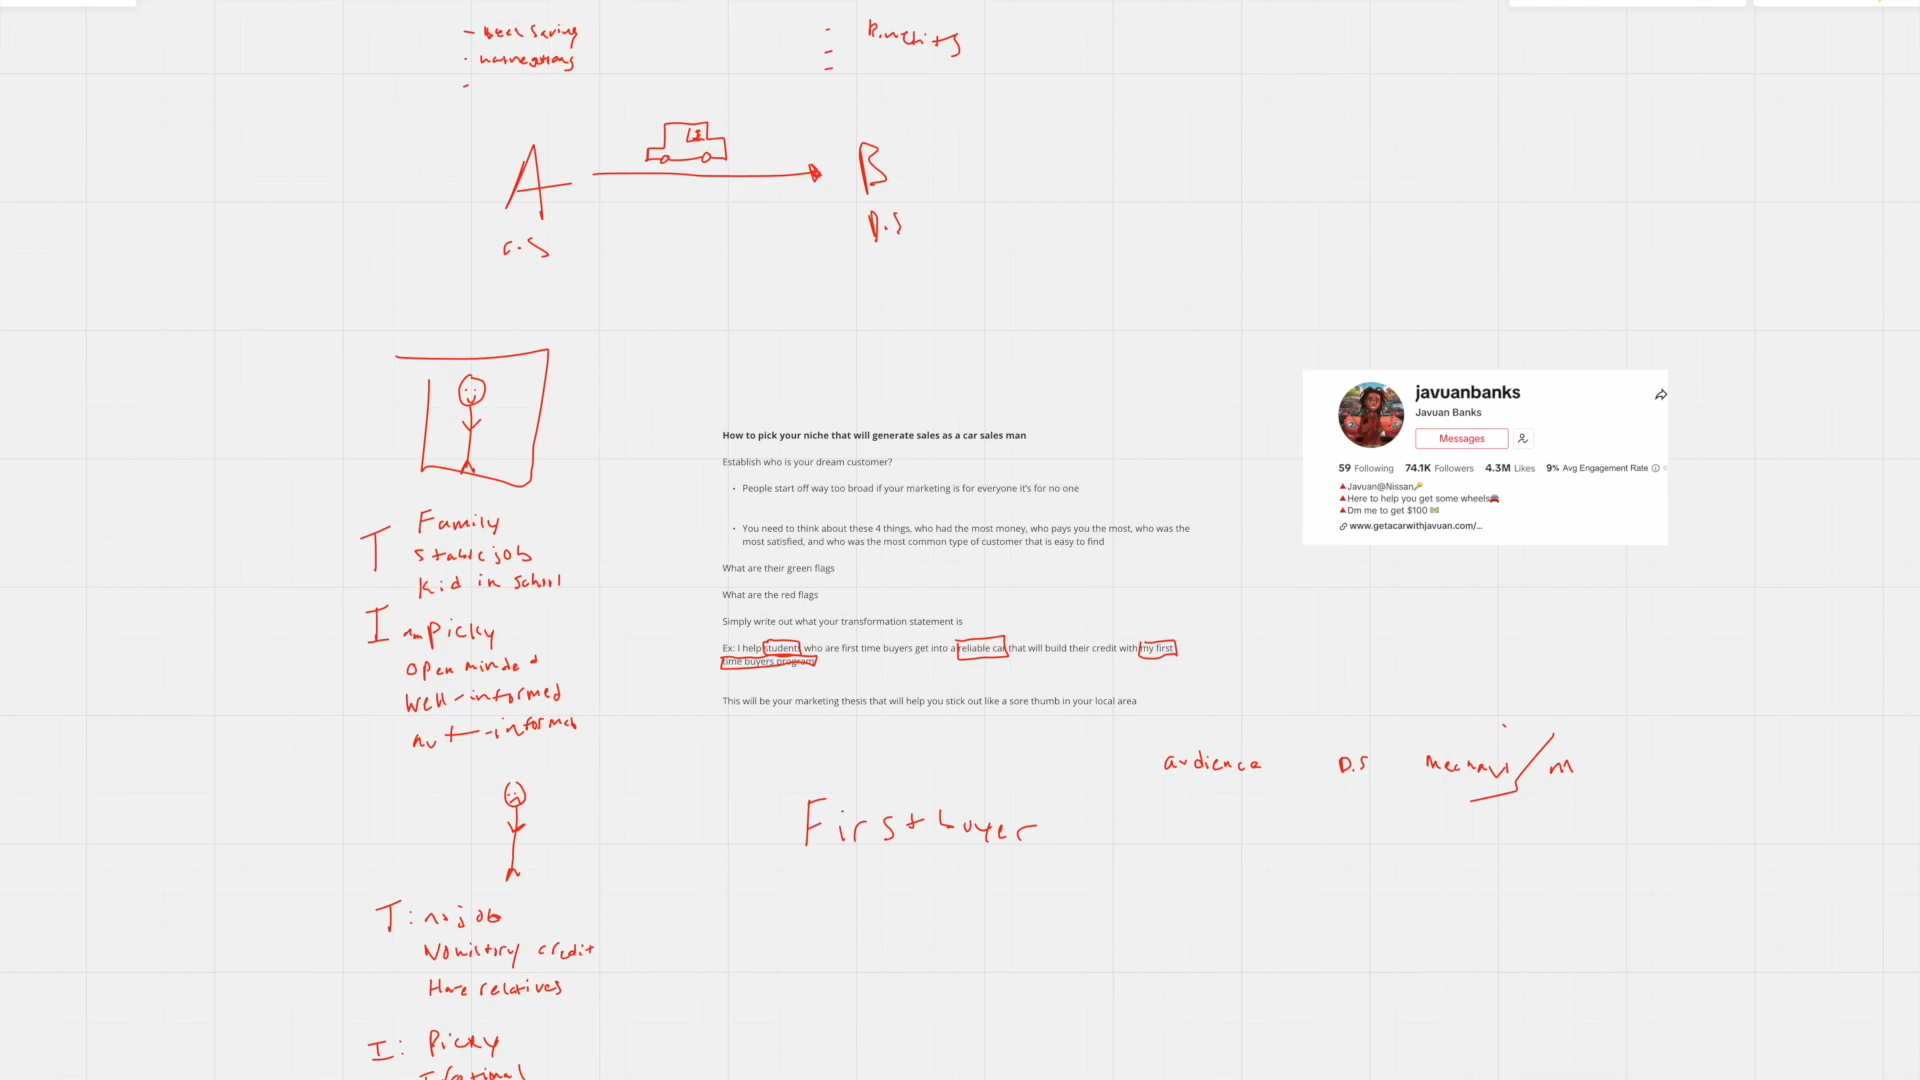 saving
A
B
D.S
C.S
Family
stable job
Kid in school
T
I
Picky
open minded
well-informed
not-informed
How to pick your niche that will generate sales as a car sales man
Establish who is your dream customer?
• People start off way too broad if your marketing is for everyone it's for no one
• You need to think about these 4 things, who had the most money, who pays you the most, who was the
most satisfied, and who was the most common type of customer that is easy to find
What are their green flags
What are the red flags
Simply write out what your transformation statement is
Ex: I help students who are first time buyers get into a reliable car that will build their credit with my first
time buyers program
This will be your marketing thesis that will help you stick out like a sore thumb in your local area
javuanbanks
Javuan Banks
Messages
59 Following 74.1K Followers 4.3M Likes 9% Avg Engagement Rate
🔺Javuan@Nissan🔑
🔺Here to help you get some wheels🚘
🔺Dm me to get $100 💵
www.getacarwithjavuan.com/...
audience D.S m
First buyer
T: no job
credit
Have relatives
I: Picky